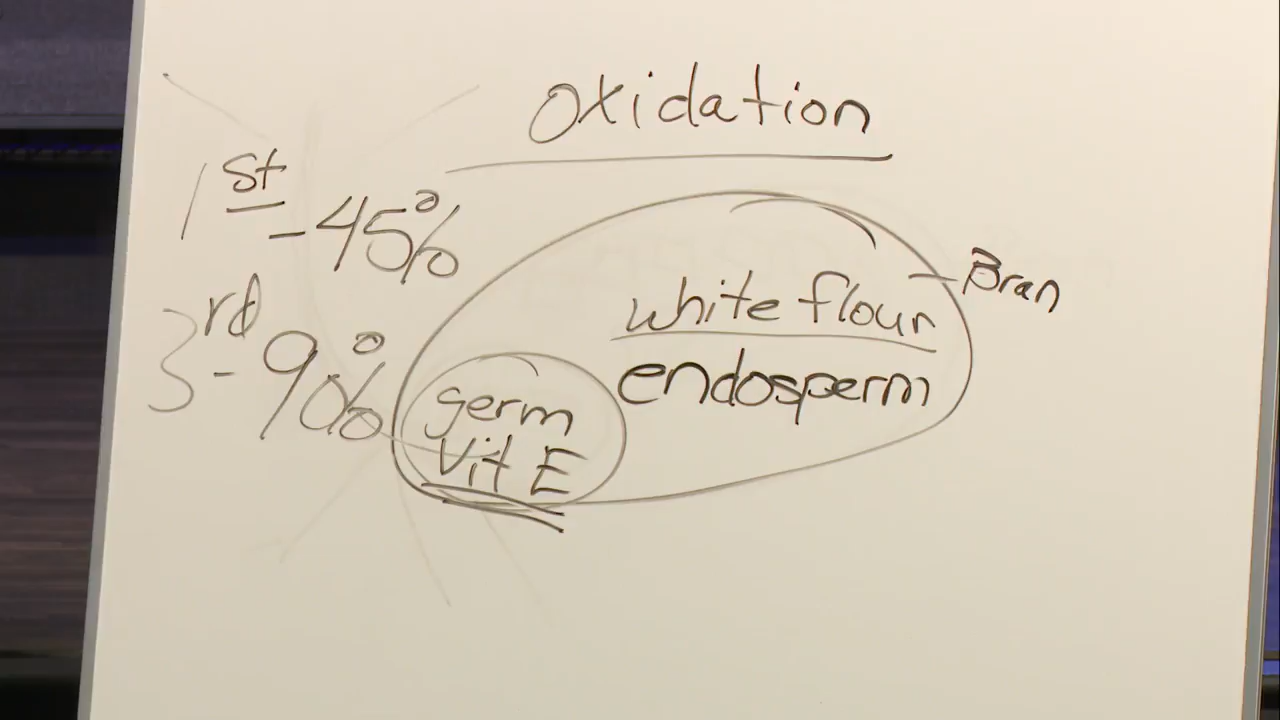 oxidation
1st - 45%
3rd - 90%
Bran
white flour
endosperm
germ
Vit E